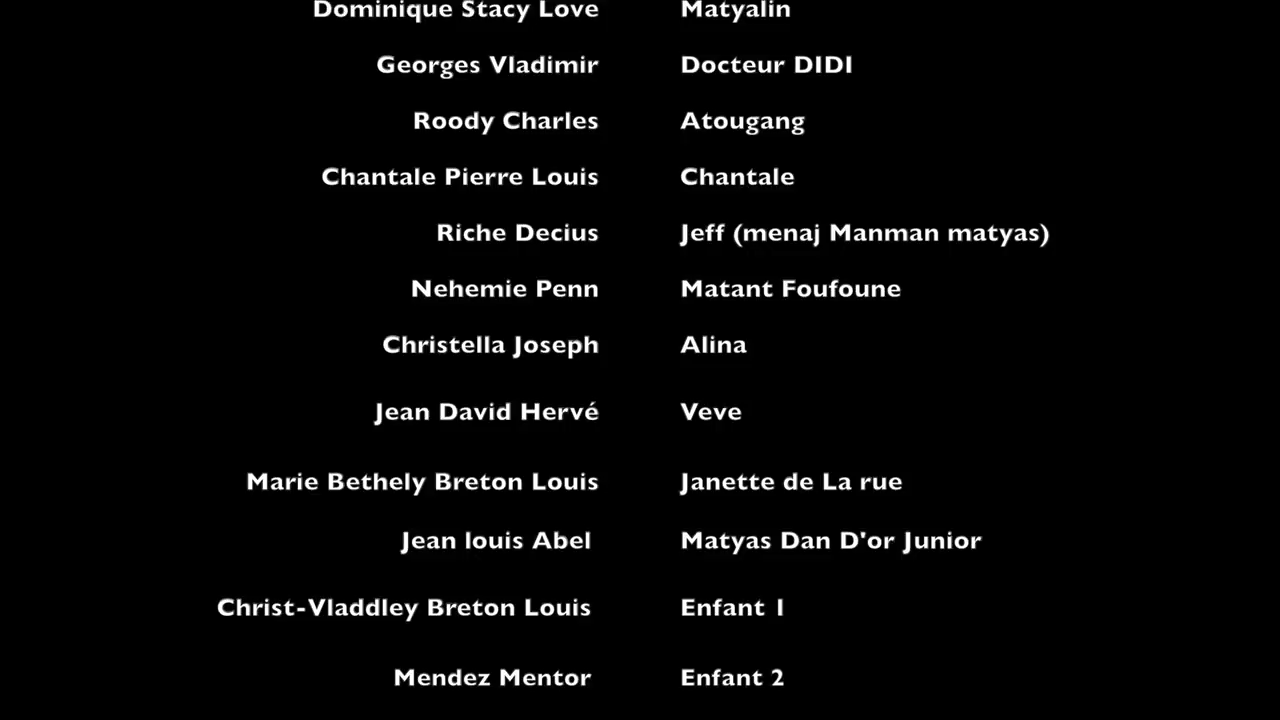 Dominique Stacy Love Matyalin
Georges Vladimir Docteur DIDI
Roody Charles Atougang
Chantale Pierre Louis Chantale
Riche Decius Jeff (menaj Manman matyas)
Nehemie Penn Matant Foufoune
Christella Joseph Alina
Jean David Hervé Veve
Marie Bethely Breton Louis Janette de La rue
Jean louis Abel Matyas Dan D'or Junior
Christ-Vladdley Breton Louis Enfant 1
Mendez Mentor Enfant 2